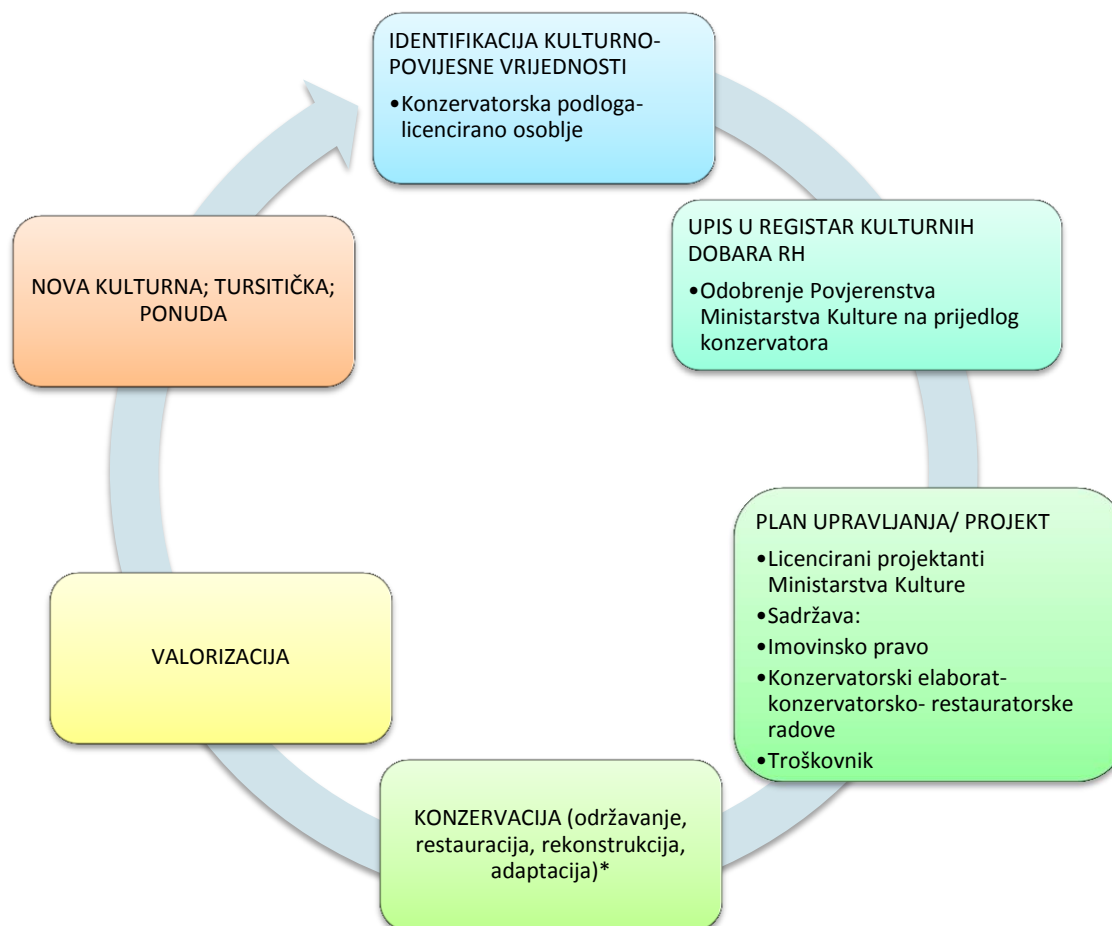 IDENTIFIKACIJA KULTURNO-
POVIJESNE VRIJEDNOSTI
•Konzervatorska podloga-
licencirano osoblje
UPIS U REGISTAR KULTURNIH
DOBARA RH
•Odobrenje Povjerenstva
Ministarstva Kulture na prijedlog
konzervatora
PLAN UPRAVLJANJA/ PROJEKT
•Licencirani projektanti
Ministarstva Kulture
•Sadržava:
•Imovinsko pravo
•Konzervatorski elaborat-
konzervatorsko- restauratorske
radove
•Troškovnik
KONZERVACIJA (održavanje,
restauracija, rekonstrukcija,
adaptacija)*
VALORIZACIJA
NOVA KULTURNA; TURSITIČKA;
PONUDA